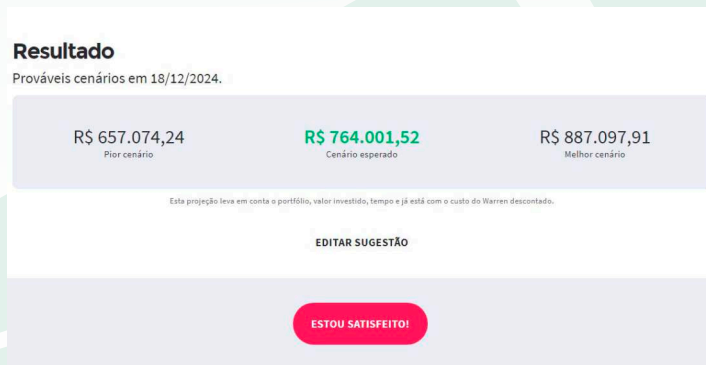 Resultado
Prováveis cenários em 18/12/2024.
R$ 657.074,24 R$ 764.001,52 R$ 887.097,91
Pior cenário Cenário esperado Melhor cenário
Esta projeção leva em conta o portfólio, valor investido, tempo e já está com o custo do Warren descontado.
EDITAR SUGESTÃO
ESTOU SATISFEITO!